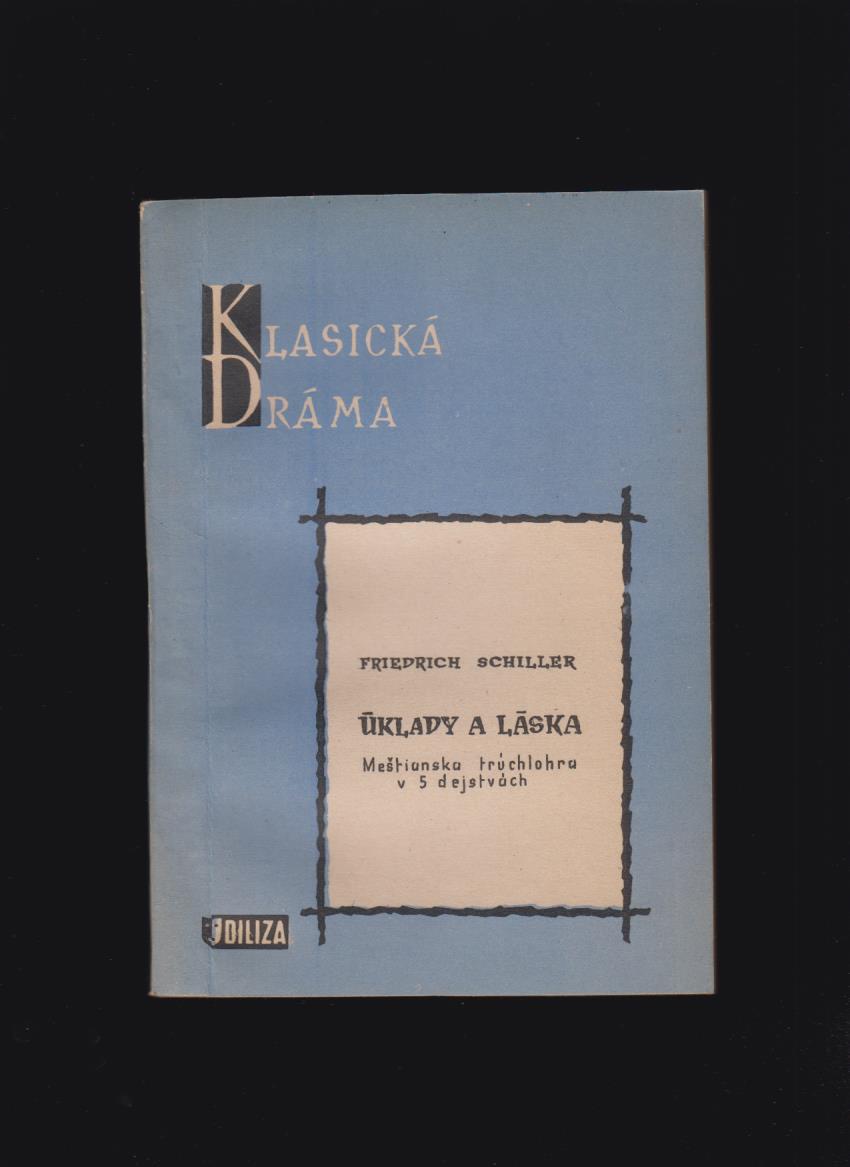 KLASICKÁ
DRÁMA
FRIEDRICH SCHILLER
ÚKLADY A LÁSKA
Meštianska trúchlohra
v 5 dejstvách
DILIZA